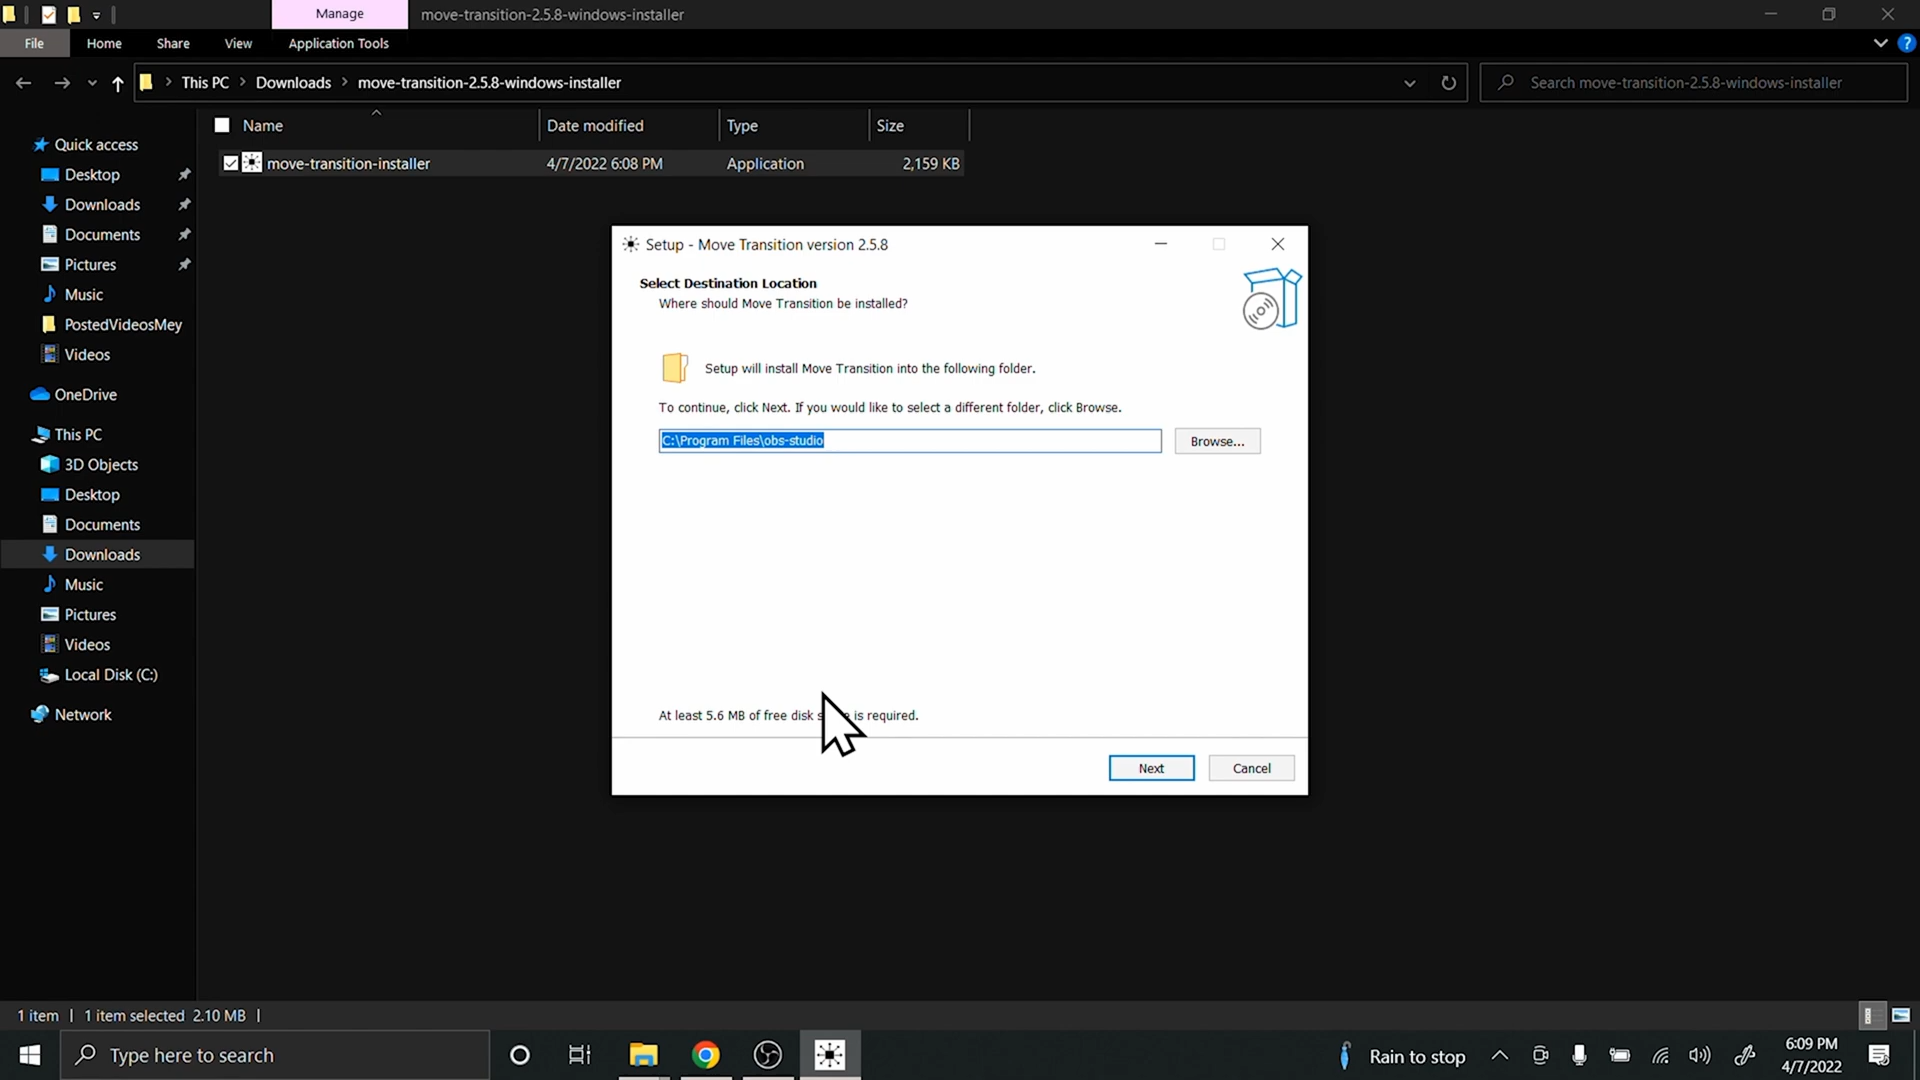 Manage
move-transition-2.5.8-windows-installer
File
Home
Share
View
Application Tools
This PC
Downloads
move-transition-2.5.8-windows-installer
Search move-transition-2.5.8-windows-installer
Name
Date modified
Type
Size
move-transition-installer
4/7/2022 6:08 PM
Application
2,159 KB
Quick access
Desktop
Downloads
Documents
Pictures
Music
PostedVideosMey
Videos
OneDrive
This PC
3D Objects
Desktop
Documents
Downloads
Music
Pictures
Videos
Local Disk (C:)
Network
Setup - Move Transition version 2.5.8
Select Destination Location
Where should Move Transition be installed?
Setup will install Move Transition into the following folder.
To continue, click Next. If you would like to select a different folder, click Browse.
C:\Program Files\obs-studio
Browse...
At least 5.6 MB of free disk is required.
Next
Cancel
1 item
1 item selected 2.10 MB
Type here to search
Rain to stop
6:09 PM
4/7/2022